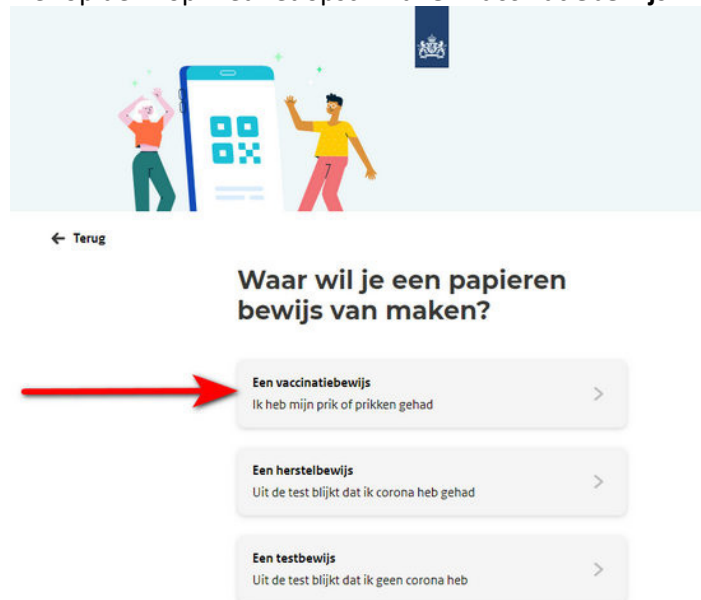 ← Terug
Waar wil je een papieren
bewijs van maken?
Een vaccinatiebewijs
Ik heb mijn prik of prikken gehad
Een herstelbewijs
Uit de test blijkt dat ik corona heb gehad
Een testbewijs
Uit de test blijkt dat ik geen corona heb